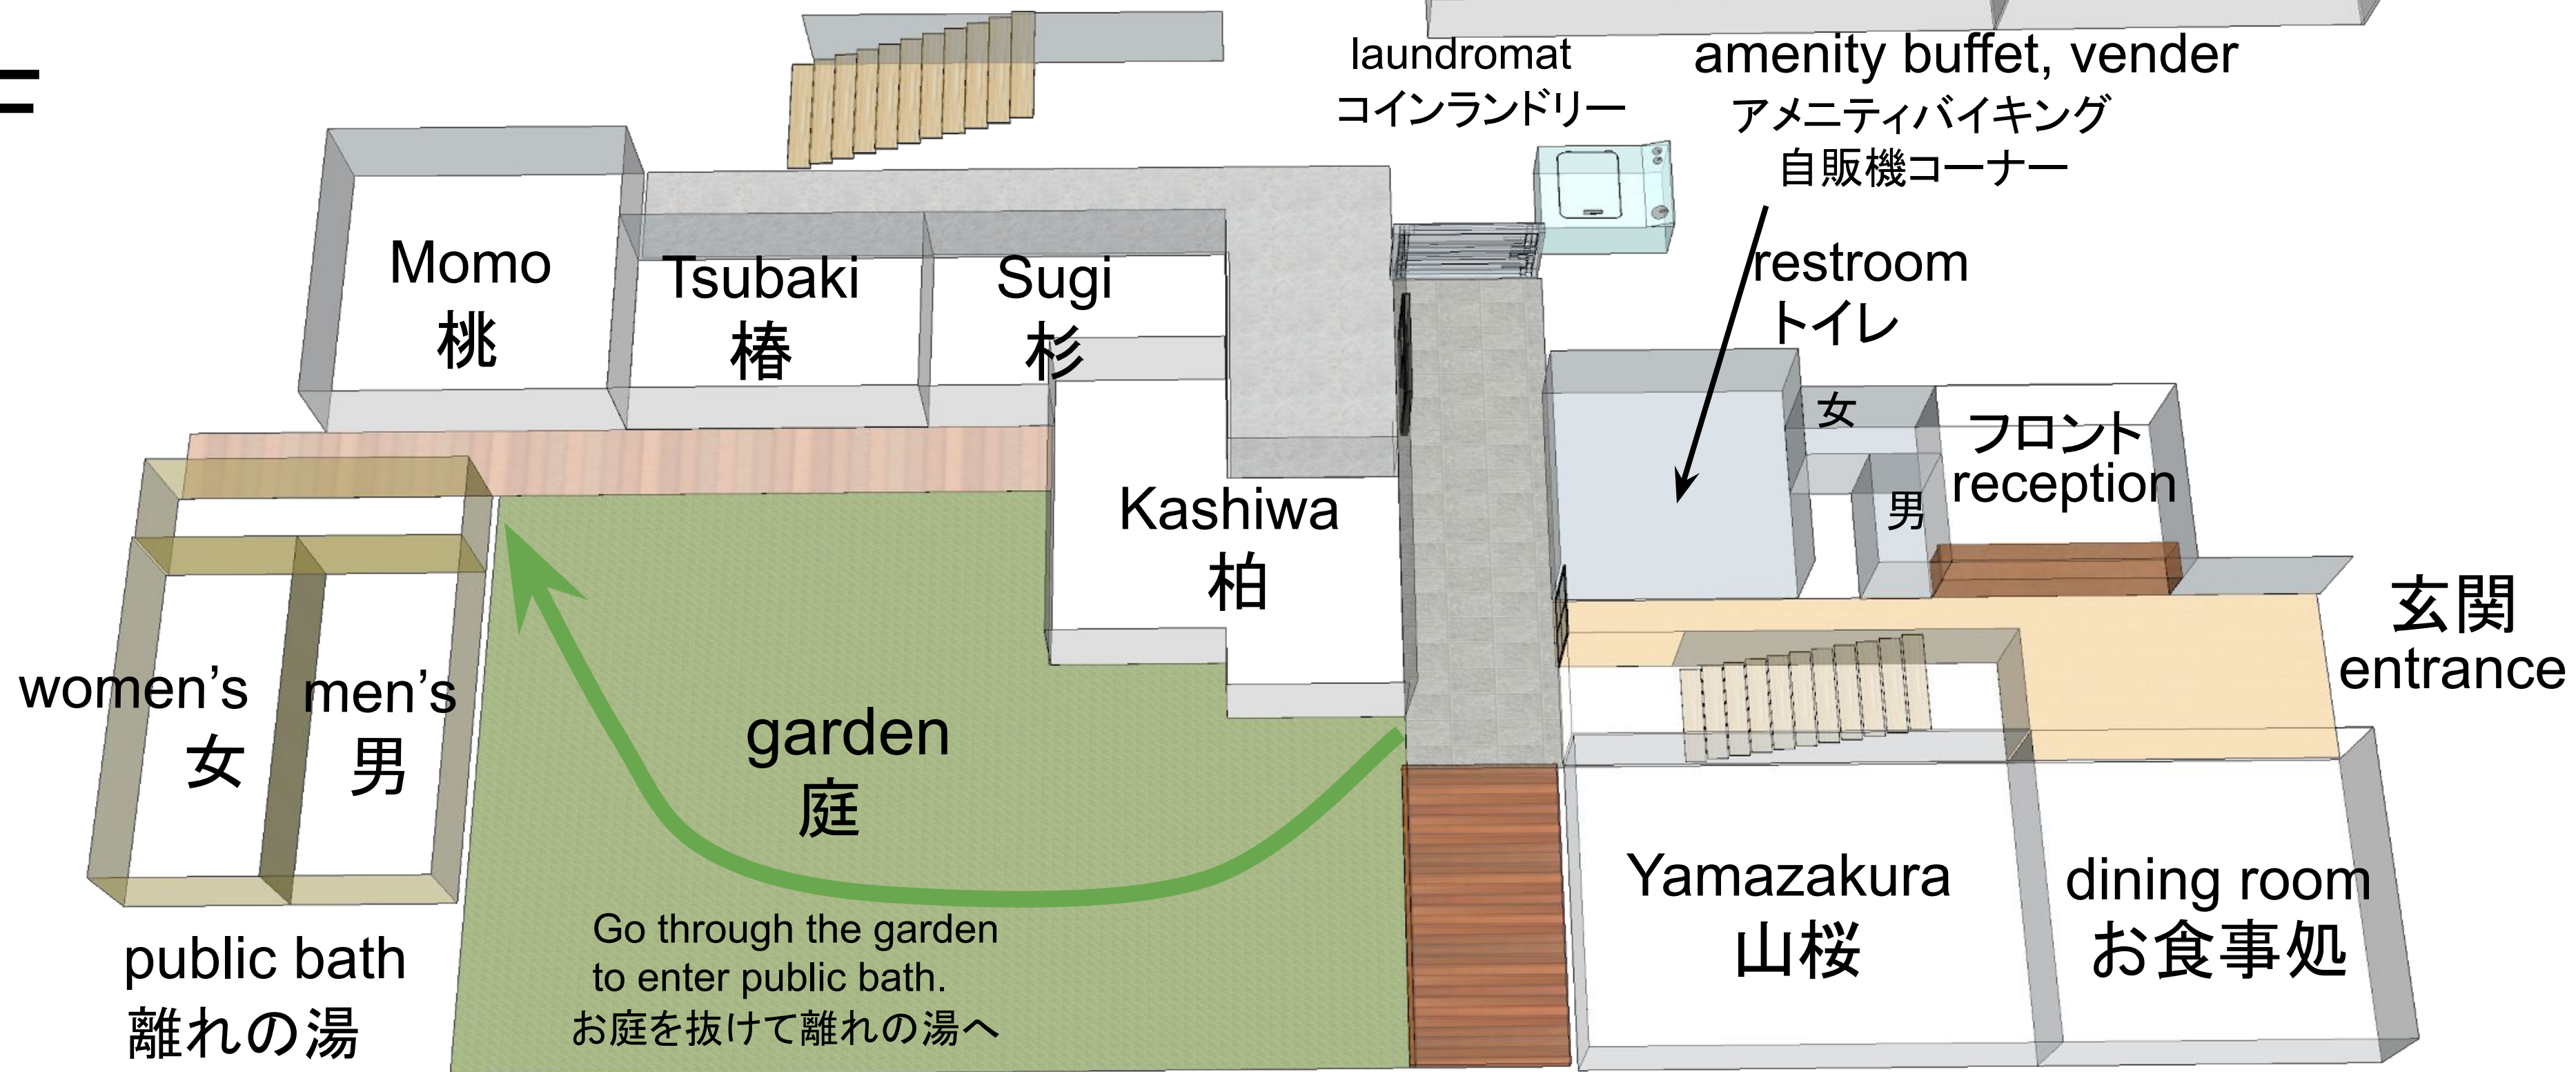 laundromat
コインランドリー
amenity buffet, vender
アメニティバイキング
自販機コーナー
restroom
トイレ
Momo
桃
Tsubaki
椿
Sugi
杉
女
男
フロント
reception
Kashiwa
柏
玄関
entrance
women's
女
men's
男
garden
庭
Go through the garden
to enter public bath.
お庭を抜けて離れの湯へ
public bath
離れの湯
Yamazakura
山桜
dining room
お食事処